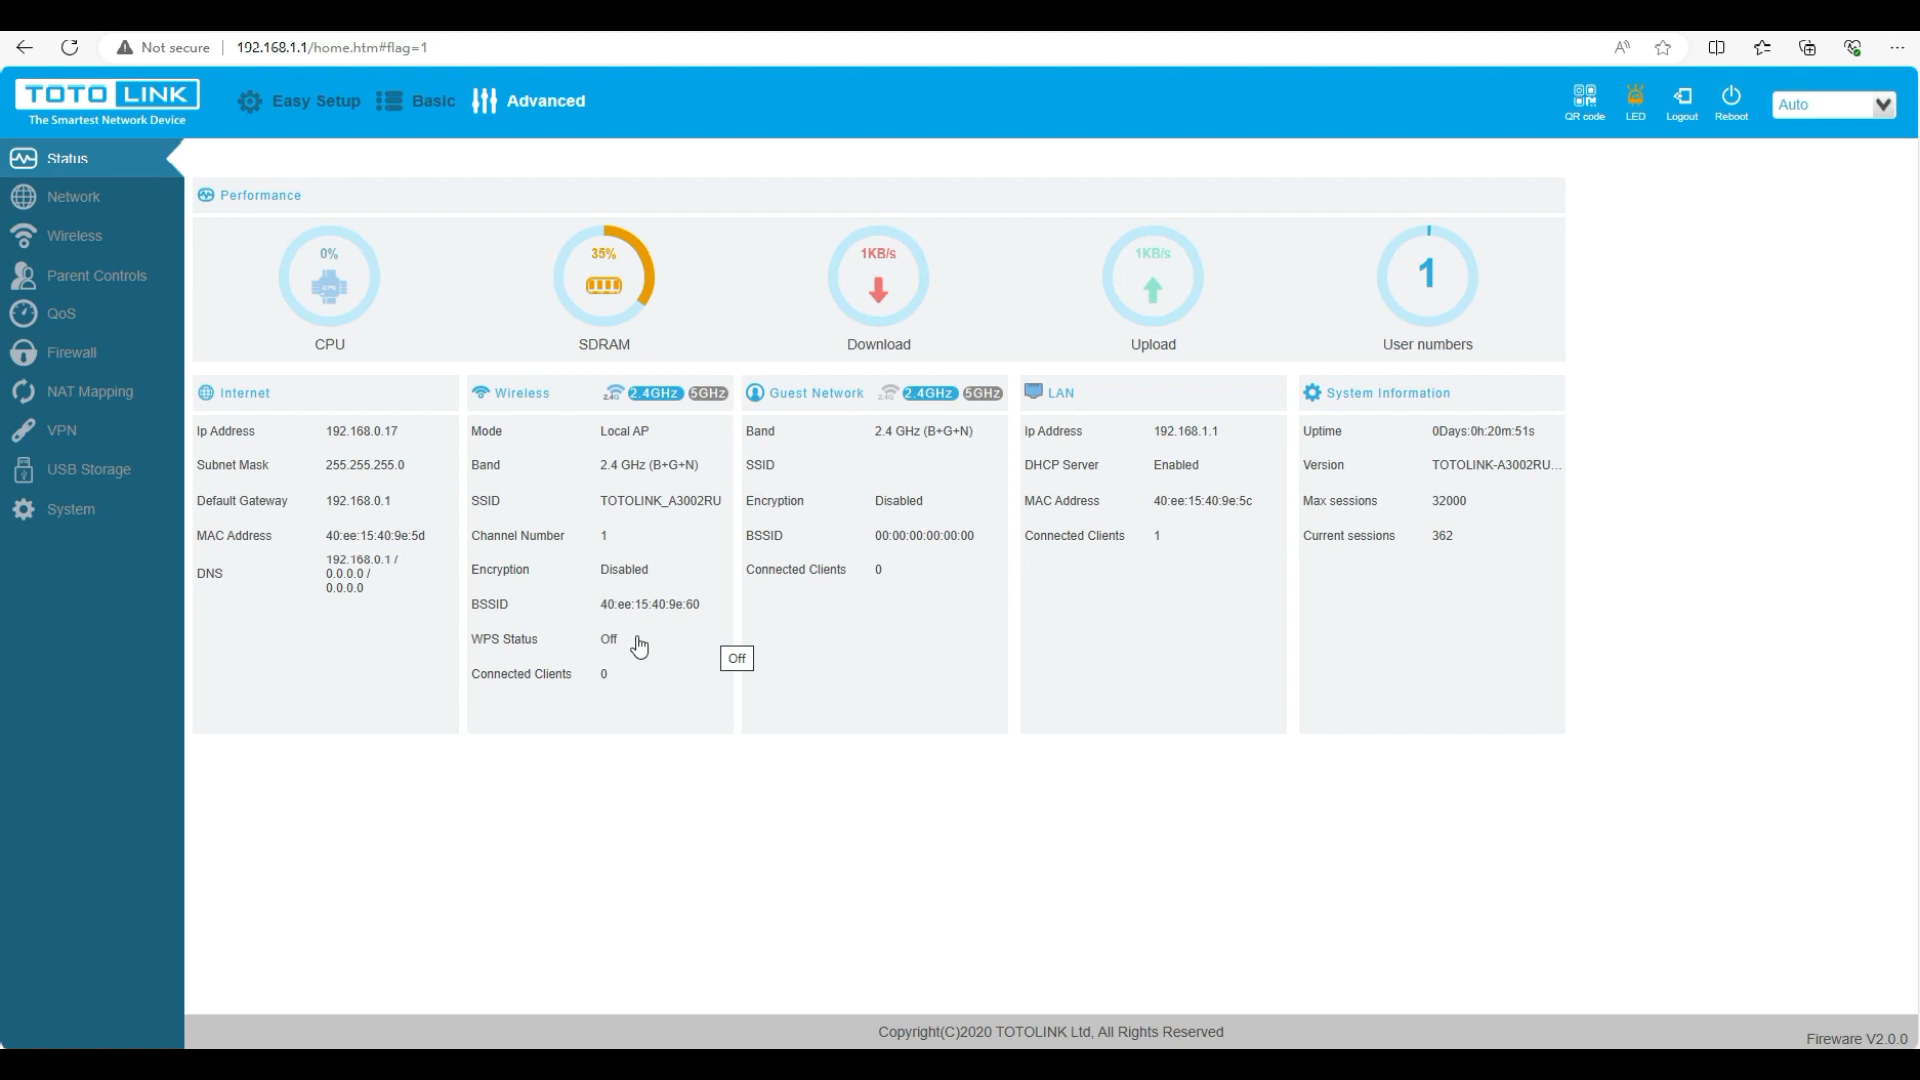 Not secure | 192.168.1.1/home.htm#flag=1
TOTO LINK
The Smartest Network Device
Easy Setup Basic Advanced
QR code LED Logout Reboot Auto
Status
Network
Wireless
Parent Controls
QoS
Firewall
NAT Mapping
VPN
USB Storage
System
Performance
0% 35% 1KB/s 1KB/s 1
CPU SDRAM Download Upload User numbers
Internet
Ip Address 192.168.0.17
Subnet Mask 255.255.255.0
Default Gateway 192.168.0.1
MAC Address 40:ee:15:40:9e:5d
DNS 192.168.0.1 /
0.0.0.0 /
0.0.0.0
Wireless 2.4G 2.4GHz 5GHz
Mode Local AP
Band 2.4 GHz (B+G+N)
SSID TOTOLINK_A3002RU
Channel Number 1
Encryption Disabled
BSSID 40:ee:15:40:9e:60
WPS Status Off
Off
Connected Clients 0
Guest Network 2.4G 2.4GHz 5GHz
Band 2.4 GHz (B+G+N)
SSID
Encryption Disabled
BSSID 00:00:00:00:00:00
Connected Clients 0
LAN
Ip Address 192.168.1.1
DHCP Server Enabled
MAC Address 40:ee:15:40:9e:5c
Connected Clients 1
System Information
Uptime 0Days:0h:20m:51s
Version TOTOLINK-A3002RU...
Max sessions 32000
Current sessions 362
Copyright(C)2020 TOTOLINK Ltd, All Rights Reserved
Fireware V2.0.0